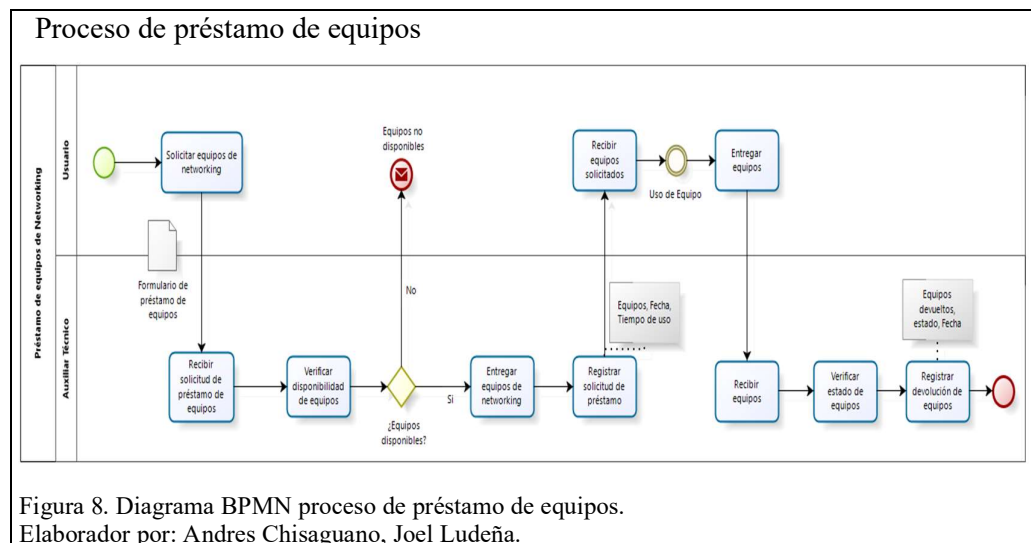 Proceso de préstamo de equipos
Préstamo de equipos de Networking
Usuario
Solicitar equipos de
networking
Equipos no
disponibles
Recibir
equipos
solicitados
Uso de Equipo
Entregar
equipos
Auxiliar Técnico
Formulario de
préstamo de
equipos
Recibir
solicitud de
préstamo de
equipos
Verificar
disponibilidad
de equipos
No
¿Equipos
disponibles?
Si
Entregar
equipos de
networking
Registrar
solicitud de
préstamo
Equipos, Fecha,
Tiempo de uso
Recibir
equipos
Verificar
estado de
equipos
Equipos
devueltos,
estado, Fecha
Registrar
devolución de
equipos
Figura 8. Diagrama BPMN proceso de préstamo de equipos.
Elaborador por: Andres Chisaguano, Joel Ludeña.